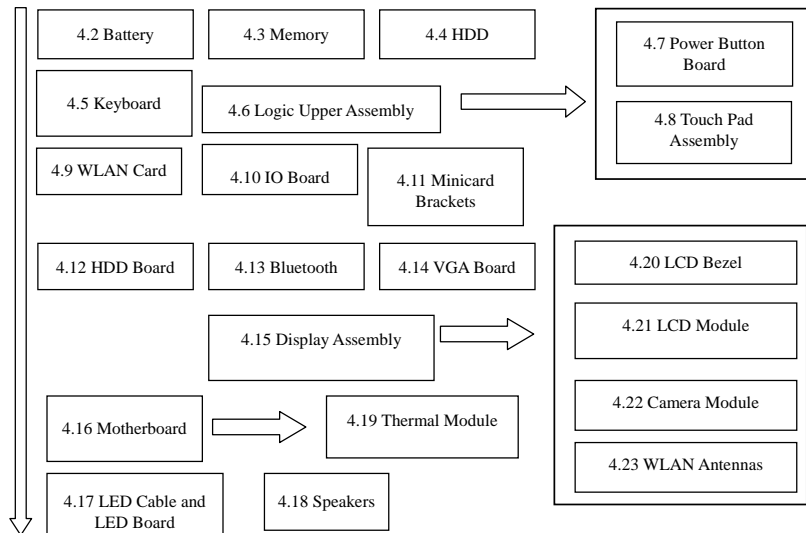 4.2 Battery
4.3 Memory
4.4 HDD
4.7 Power Button
Board
4.5 Keyboard
4.6 Logic Upper Assembly
4.8 Touch Pad
Assembly
4.9 WLAN Card
4.10 IO Board
4.11 Minicard
Brackets
4.12 HDD Board
4.13 Bluetooth
4.14 VGA Board
4.20 LCD Bezel
4.15 Display Assembly
4.21 LCD Module
4.16 Motherboard
4.19 Thermal Module
4.22 Camera Module
4.23 WLAN Antennas
4.17 LED Cable and
LED Board
4.18 Speakers